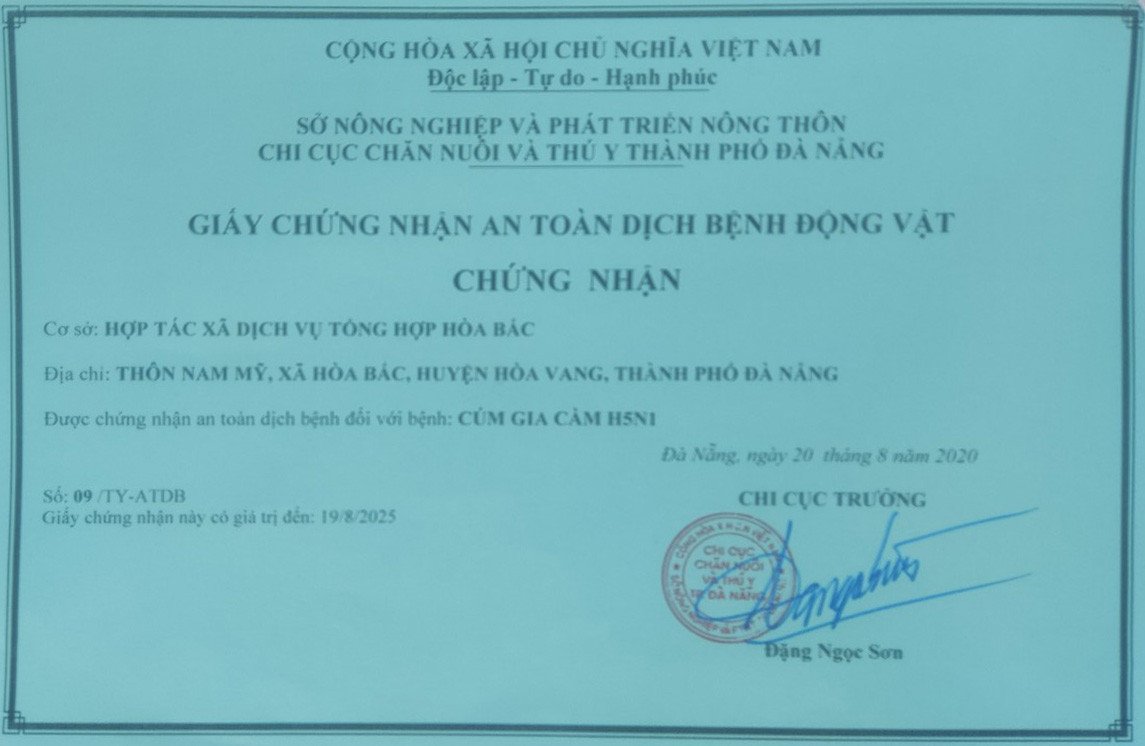 CỘNG HÒA XÃ HỘI CHỦ NGHĨA VIỆT NAM
Độc lập - Tự do - Hạnh phúc
SỞ NÔNG NGHIỆP VÀ PHÁT TRIỂN NÔNG THÔN
CHI CỤC CHĂN NUÔI VÀ THÚ Y THÀNH PHỐ ĐÀ NẴNG
GIẤY CHỨNG NHẬN AN TOÀN DỊCH BỆNH ĐỘNG VẬT
CHỨNG NHẬN
Cơ sở: HỢP TÁC XÃ DỊCH VỤ TỔNG HỢP HÒA BẮC
Địa chỉ: THÔN NAM MỸ, XÃ HÒA BẮC, HUYỆN HÒA VANG, THÀNH PHỐ ĐÀ NẴNG
Được chứng nhận an toàn dịch bệnh đối với bệnh: CÚM GIA CẦM H5N1
Đà Nẵng, ngày 20 tháng 8 năm 2020
Số: 09 /TY-ATDB
Giấy chứng nhận này có giá trị đến: 19/8/2025
CHI CỤC TRƯỞNG
CHI CỤC
CHĂN NUÔI
VÀ THÚ Y
TP ĐÀ NẴNG
Đặng Ngọc Sơn